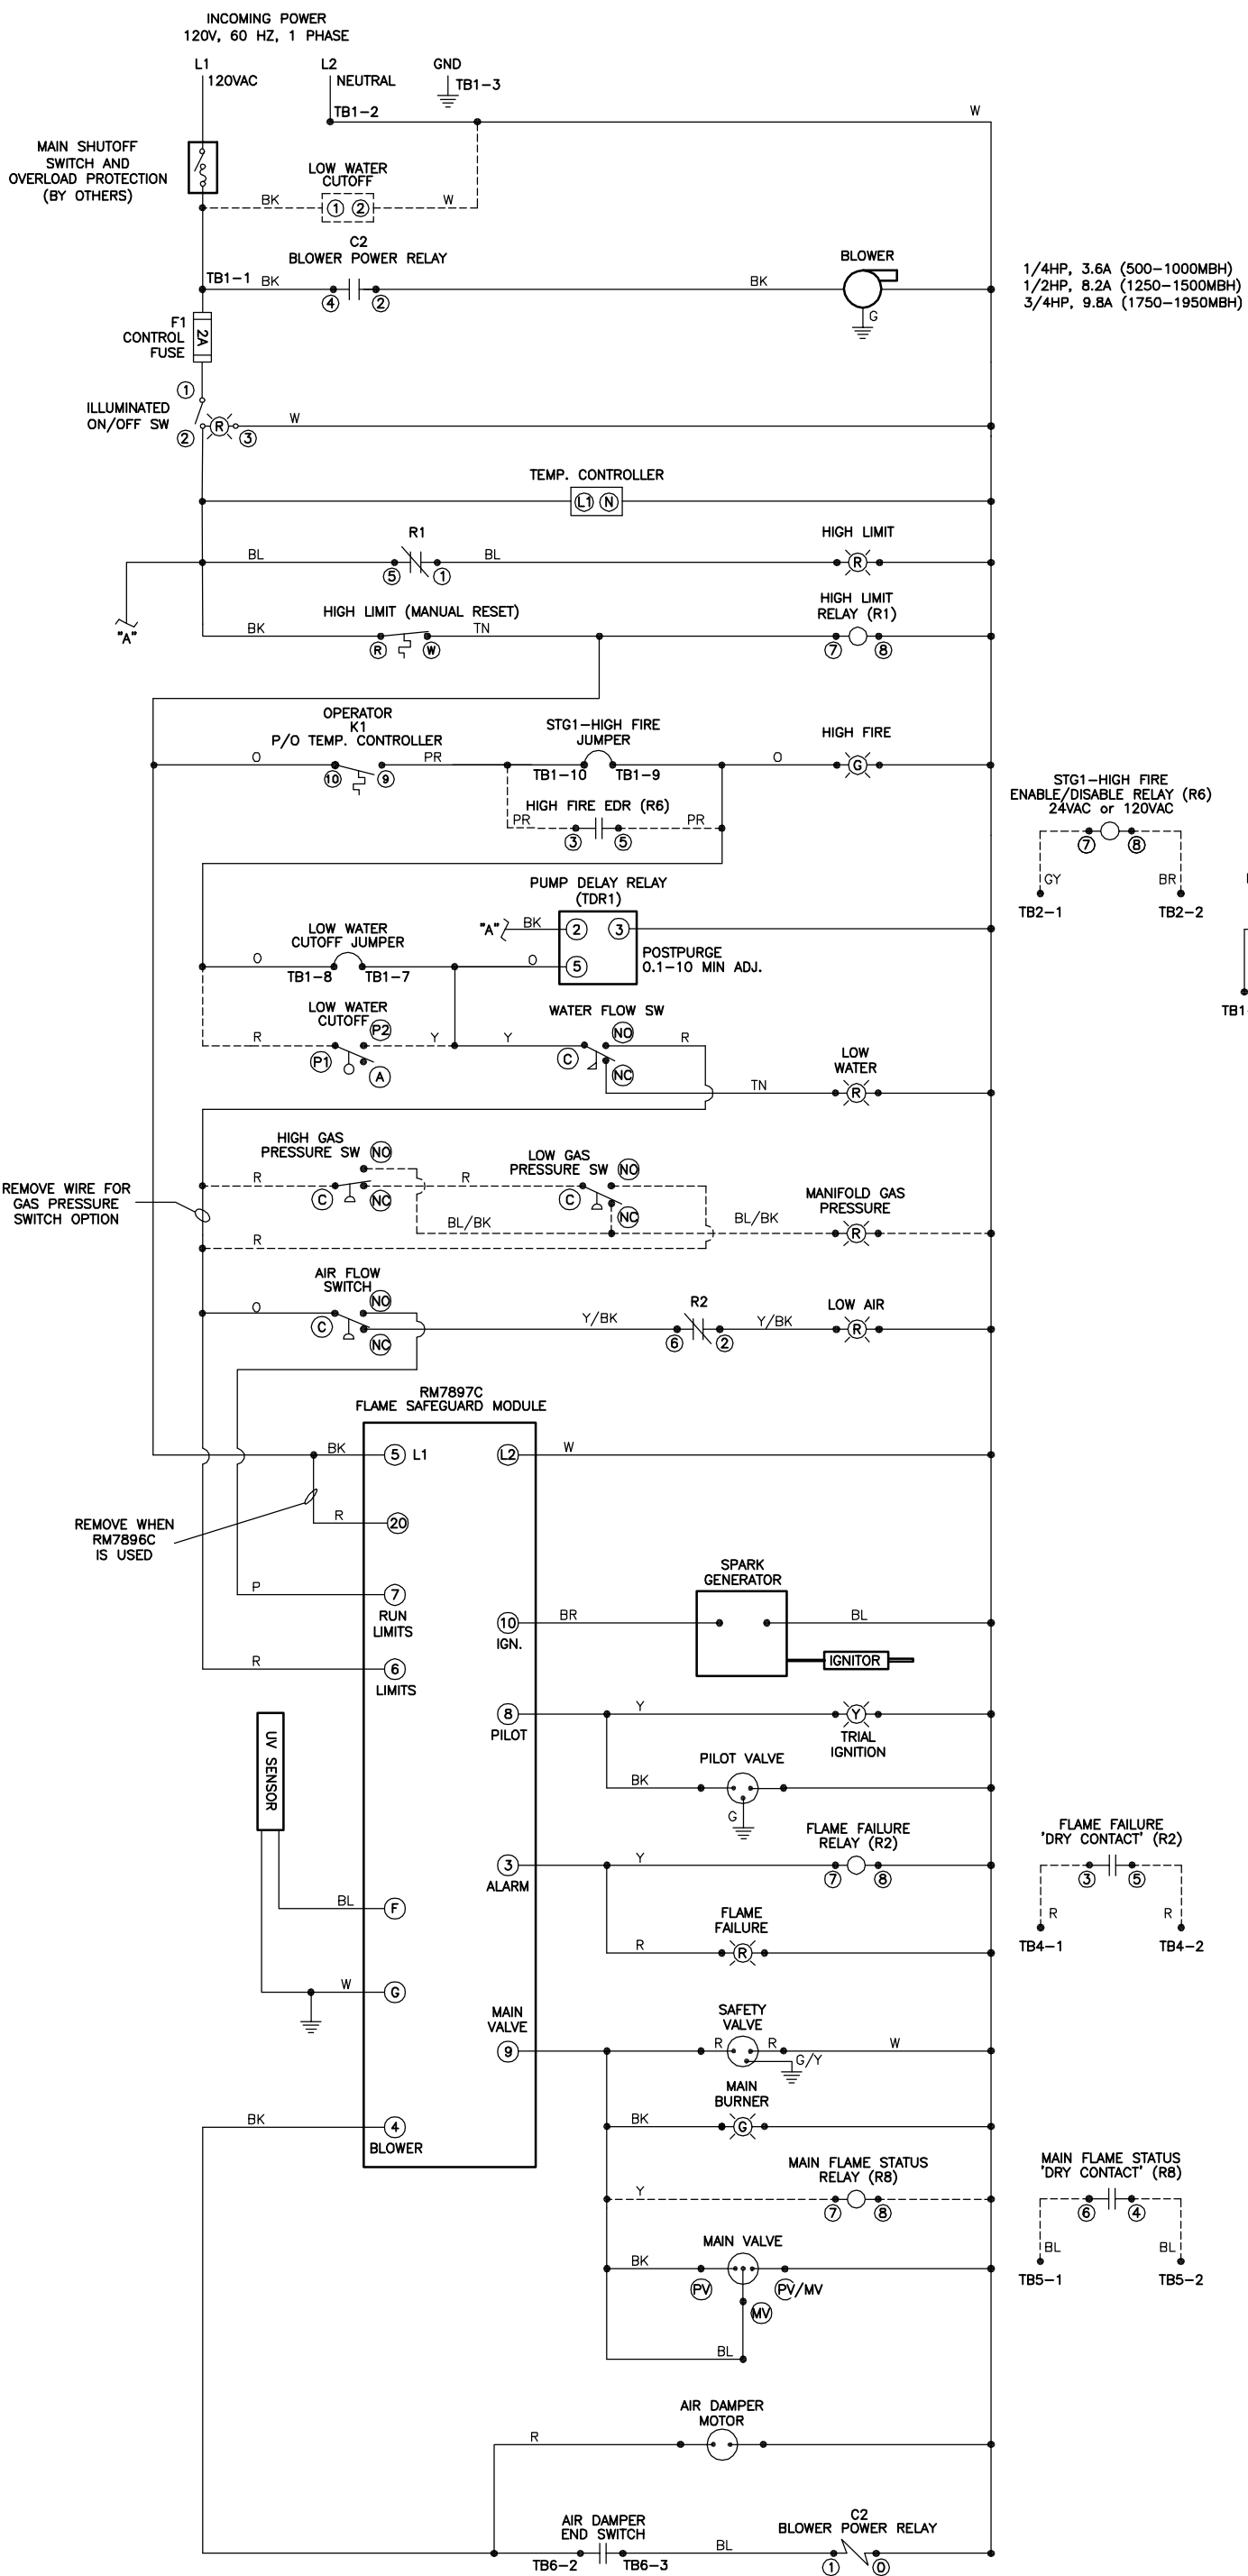 INCOMING POWER
120V, 60 HZ, 1 PHASE
L1
120VAC
L2
NEUTRAL
GND
TB1-3
TB1-2
W
MAIN SHUTOFF
SWITCH AND
OVERLOAD PROTECTION
(BY OTHERS)
LOW WATER
CUTOFF
BK
1 2
W
C2
BLOWER POWER RELAY
BLOWER
TB1-1
BK
4
2
BK
G
1/4HP, 3.6A (500-1000MBH)
1/2HP, 8.2A (1250-1500MBH)
3/4HP, 9.8A (1750-1950MBH)
F1
CONTROL
FUSE
2A
1
ILLUMINATED
ON/OFF SW
2
R
3
W
TEMP. CONTROLLER
L1 N
R1
HIGH LIMIT
BL
5
1
BL
R
"A"
HIGH LIMIT (MANUAL RESET)
HIGH LIMIT
RELAY (R1)
BK
R
W
TN
7
8
OPERATOR
K1
P/O TEMP. CONTROLLER
STG1-HIGH FIRE
JUMPER
HIGH FIRE
O
10
9
PR
TB1-10
TB1-9
O
G
HIGH FIRE EDR (R6)
PR
3
5
PR
STG1-HIGH FIRE
ENABLE/DISABLE RELAY (R6)
24VAC or 120VAC
7
8
GY
BR
TB2-1
TB2-2
TB1-
PUMP DELAY RELAY
(TDR1)
"A"
BK
2
3
5
POSTPURGE
0.1-10 MIN ADJ.
LOW WATER
CUTOFF JUMPER
O
TB1-8
TB1-7
O
LOW WATER
CUTOFF
R
P1
P2
A
Y
Y
WATER FLOW SW
C
NO
NC
R
TN
LOW
WATER
R
HIGH GAS
PRESSURE SW
NO
R
C
NC
R
LOW GAS
PRESSURE SW
NO
C
NC
MANIFOLD GAS
PRESSURE
BL/BK
BL/BK
R
R
REMOVE WIRE FOR
GAS PRESSURE
SWITCH OPTION
AIR FLOW
SWITCH
NO
O
C
NC
Y/BK
R2
6
2
Y/BK
LOW AIR
R
RM7897C
FLAME SAFEGUARD MODULE
BK
5 L1
L2
W
R
20
REMOVE WHEN
RM7896C
IS USED
P
7
RUN
LIMITS
R
6
LIMITS
10
IGN.
BR
SPARK
GENERATOR
BL
IGNITOR
8
PILOT
Y
Y
TRIAL
IGNITION
PILOT VALVE
BK
G
UV SENSOR
3
ALARM
Y
FLAME FAILURE
RELAY (R2)
7
8
FLAME
FAILURE
R
R
FLAME FAILURE
'DRY CONTACT' (R2)
3
5
R
R
TB4-1
TB4-2
BL
F
W
G
MAIN
VALVE
9
SAFETY
VALVE
R
R
G/Y
W
MAIN
BURNER
BK
G
BK
4
BLOWER
MAIN FLAME STATUS
RELAY (R8)
Y
7
8
MAIN FLAME STATUS
'DRY CONTACT' (R8)
6
4
BL
BL
TB5-1
TB5-2
MAIN VALVE
BK
PV
PV/MV
MV
BL
AIR DAMPER
MOTOR
R
AIR DAMPER
END SWITCH
TB6-2
TB6-3
BL
C2
BLOWER POWER RELAY
1
0